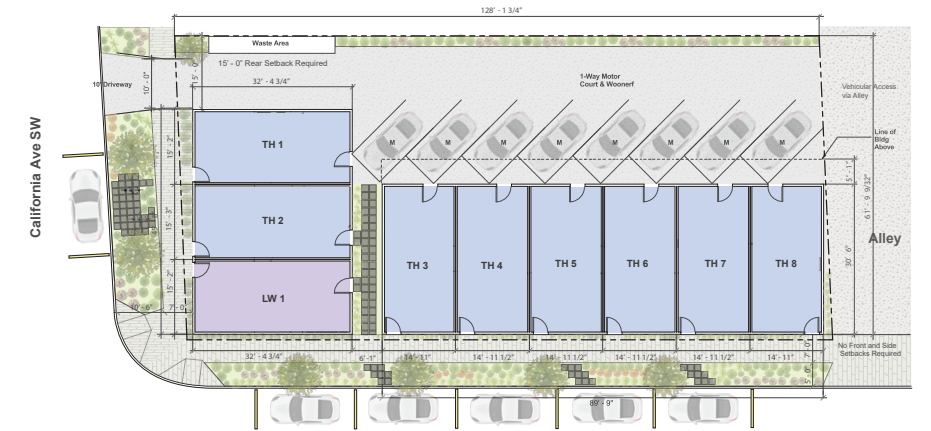 128' - 1 3/4"
Waste Area
15' - 0" Rear Setback Required
15' - 0"
10' Driveway
10' - 0"
32' - 4 3/4"
1-Way Motor
Court & Woonerf
Vehicular Access
via Alley
Line of
Bldg
Above
M
M
M
M
M
M
M
California Ave SW
TH 1
TH 2
LW 1
15' - 2"
15' - 3"
15' - 2"
TH 3
TH 4
TH 5
TH 6
TH 7
TH 8
5' - 1"
61' - 9 9/32"
30' - 6"
Alley
10' - 6"
7' - 0"
No Front and Side
Setbacks Required
32' - 4 3/4"
6' -1"
14' - 11"
14' - 11 1/2"
14' - 11 1/2"
14' - 11 1/2"
14' - 11 1/2"
14' - 11"
7' - 0"
5' - 0"
89' - 9"